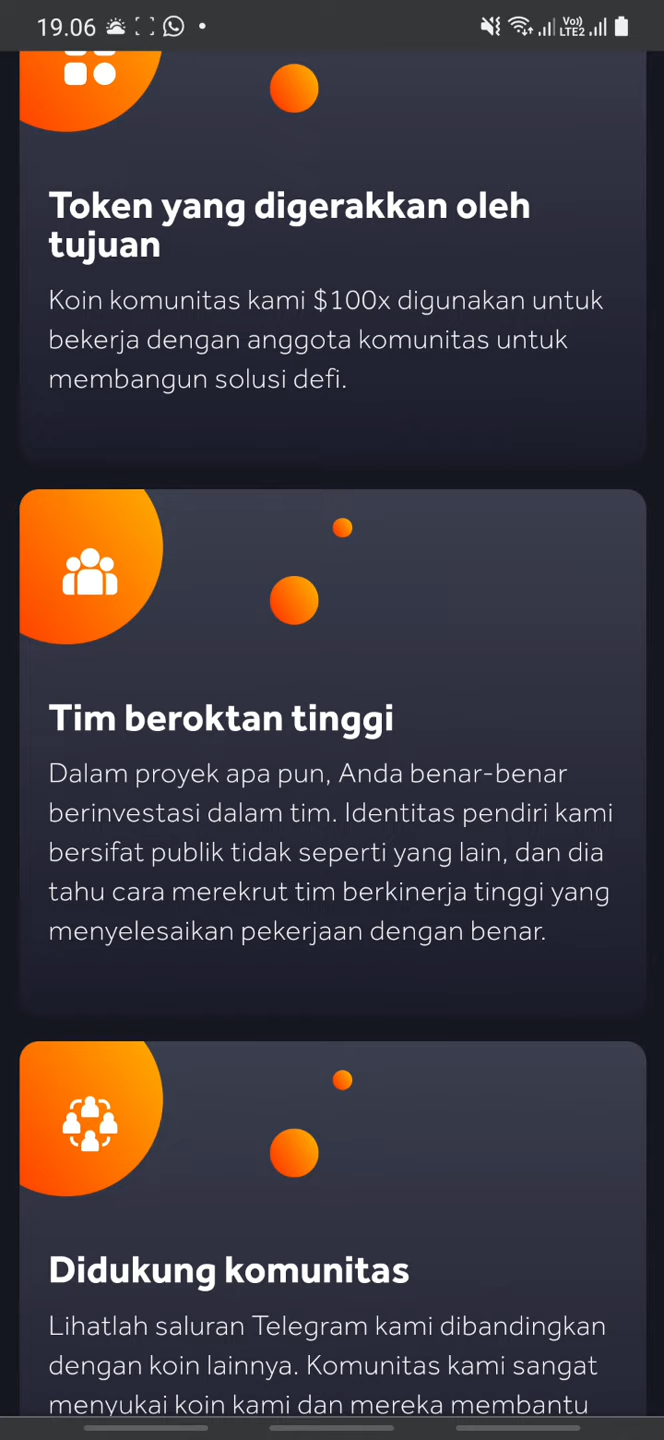 19.06
Vo)
LTE2
Token yang digerakkan oleh
tujuan
Koin komunitas kami $100x digunakan untuk
bekerja dengan anggota komunitas untuk
membangun solusi defi.
Tim beroktan tinggi
Dalam proyek apa pun, Anda benar-benar
berinvestasi dalam tim. Identitas pendiri kami
bersifat publik tidak seperti yang lain, dan dia
tahu cara merekrut tim berkinerja tinggi yang
menyelesaikan pekerjaan dengan benar.
Didukung komunitas
Lihatlah saluran Telegram kami dibandingkan
dengan koin lainnya. Komunitas kami sangat
menyukai koin kami dan mereka membantu